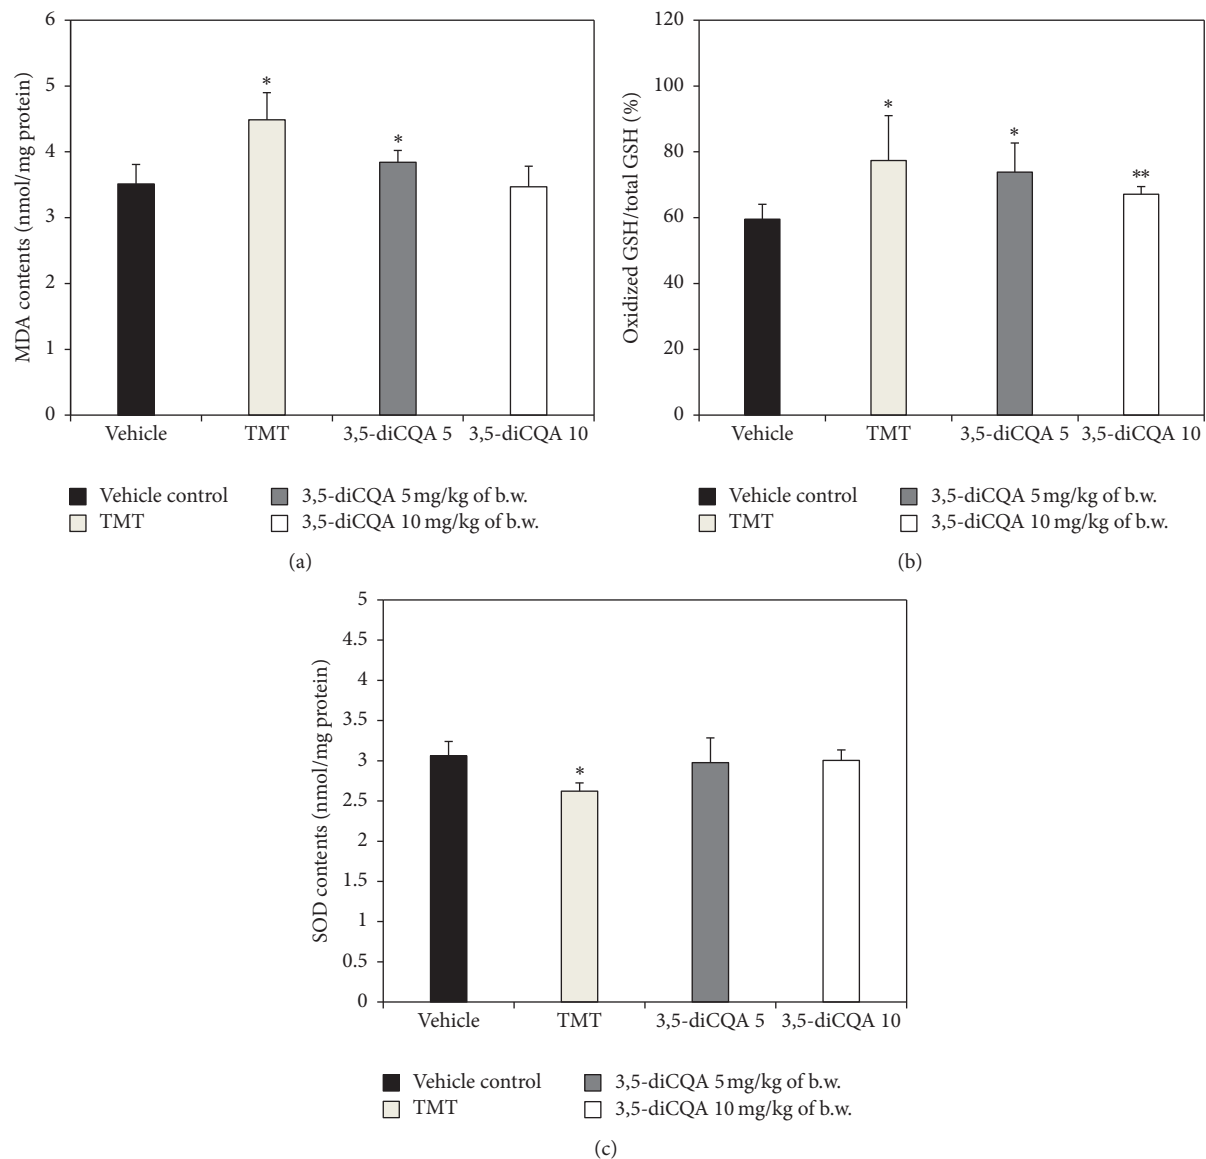 MDA contents (nmol/mg protein)
6
5
4
3
2
1
0
*
*
Vehicle TMT 3,5-diCQA 5 3,5-diCQA 10
Vehicle control 3,5-diCQA 5 mg/kg of b.w.
TMT 3,5-diCQA 10 mg/kg of b.w.
(a)
Oxidized GSH/total GSH (%)
120
100
80
60
40
20
0
*
*
**
Vehicle TMT 3,5-diCQA 5 3,5-diCQA 10
Vehicle control 3,5-diCQA 5 mg/kg of b.w.
TMT 3,5-diCQA 10 mg/kg of b.w.
(b)
SOD contents (nmol/mg protein)
5
4.5
4
3.5
3
2.5
2
1.5
1
0.5
0
*
Vehicle TMT 3,5-diCQA 5 3,5-diCQA 10
Vehicle control 3,5-diCQA 5 mg/kg of b.w.
TMT 3,5-diCQA 10 mg/kg of b.w.
(c)